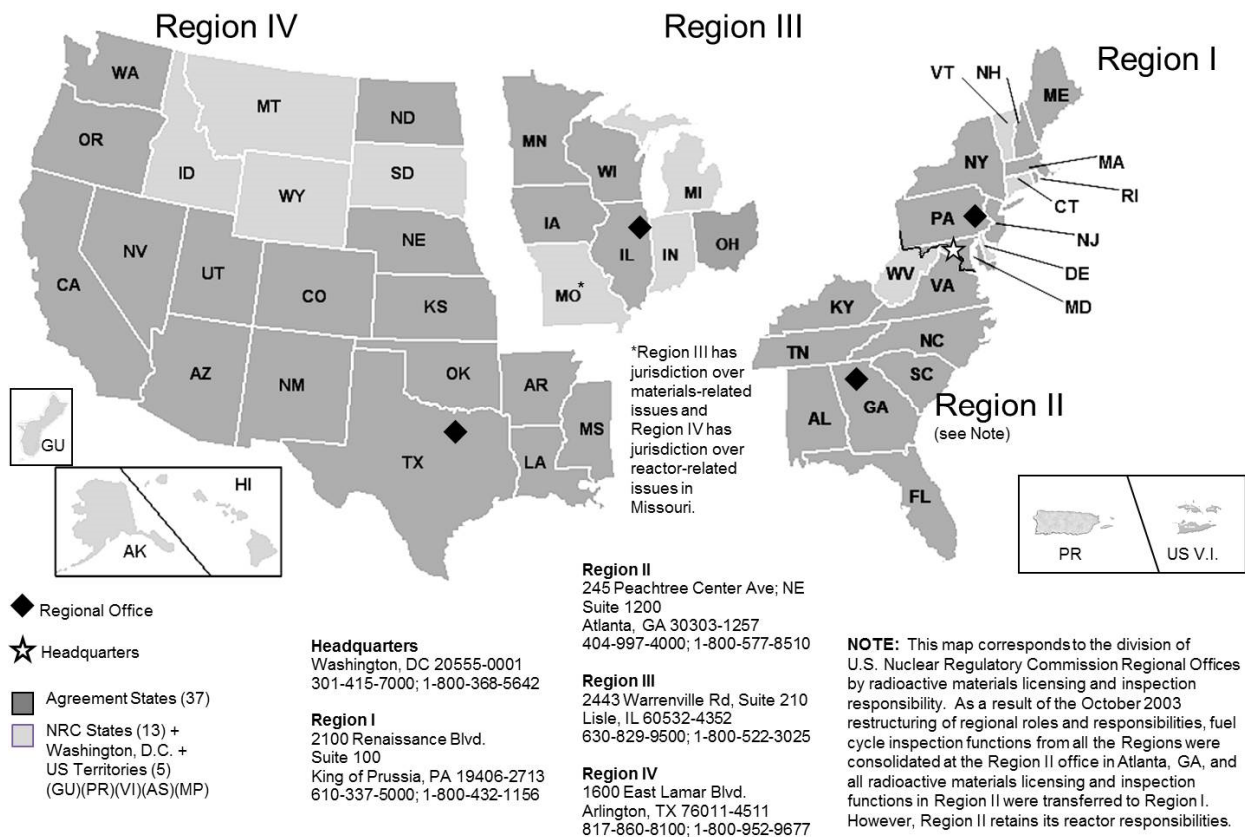 Region IV
Region III
Region I
WA
MT
ND
OR
ID
SD
WY
NV
NE
UT
CA
CO
KS
AZ
NM
OK
TX
AR
LA
MS
GU
HI
AK
MN
WI
MI
IA
IL
IN
OH
MO*
*Region III has
jurisdiction over
materials-related
issues and
Region IV has
jurisdiction over
reactor-related
issues in
Missouri.
VT
NH
ME
NY
MA
RI
CT
PA
NJ
DE
MD
WV
VA
KY
NC
TN
SC
AL
GA
FL
Region II
(see Note)
PR
US V.I.
Regional Office
Headquarters
Agreement States (37)
NRC States (13) +
Washington, D.C. +
US Territories (5)
(GU)(PR)(VI)(AS)(MP)
Headquarters
Washington, DC 20555-0001
301-415-7000; 1-800-368-5642
Region I
2100 Renaissance Blvd.
Suite 100
King of Prussia, PA 19406-2713
610-337-5000; 1-800-432-1156
Region II
245 Peachtree Center Ave; NE
Suite 1200
Atlanta, GA 30303-1257
404-997-4000; 1-800-577-8510
Region III
2443 Warrenville Rd, Suite 210
Lisle, IL 60532-4352
630-829-9500; 1-800-522-3025
Region IV
1600 East Lamar Blvd.
Arlington, TX 76011-4511
817-860-8100; 1-800-952-9677
NOTE: This map corresponds to the division of
U.S. Nuclear Regulatory Commission Regional Offices
by radioactive materials licensing and inspection
responsibility. As a result of the October 2003
restructuring of regional roles and responsibilities, fuel
cycle inspection functions from all the Regions were
consolidated at the Region II office in Atlanta, GA, and
all radioactive materials licensing and inspection
functions in Region II were transferred to Region I.
However, Region II retains its reactor responsibilities.